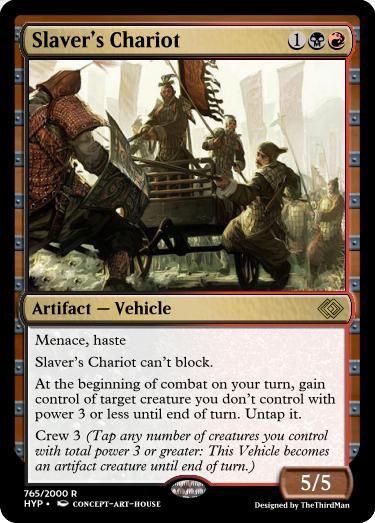 Slaver's Chariot 1
Artifact — Vehicle
Menace, haste
Slaver's Chariot can't block.
At the beginning of combat on your turn, gain
control of target creature you don't control with
power 3 or less until end of turn. Untap it.
Crew 3 (Tap any number of creatures you control
with total power 3 or greater: This Vehicle becomes
an artifact creature until end of turn.)
5/5
765/2000 R
HYP • CONCEPT-ART-HOUSE
Designed by TheThirdMan